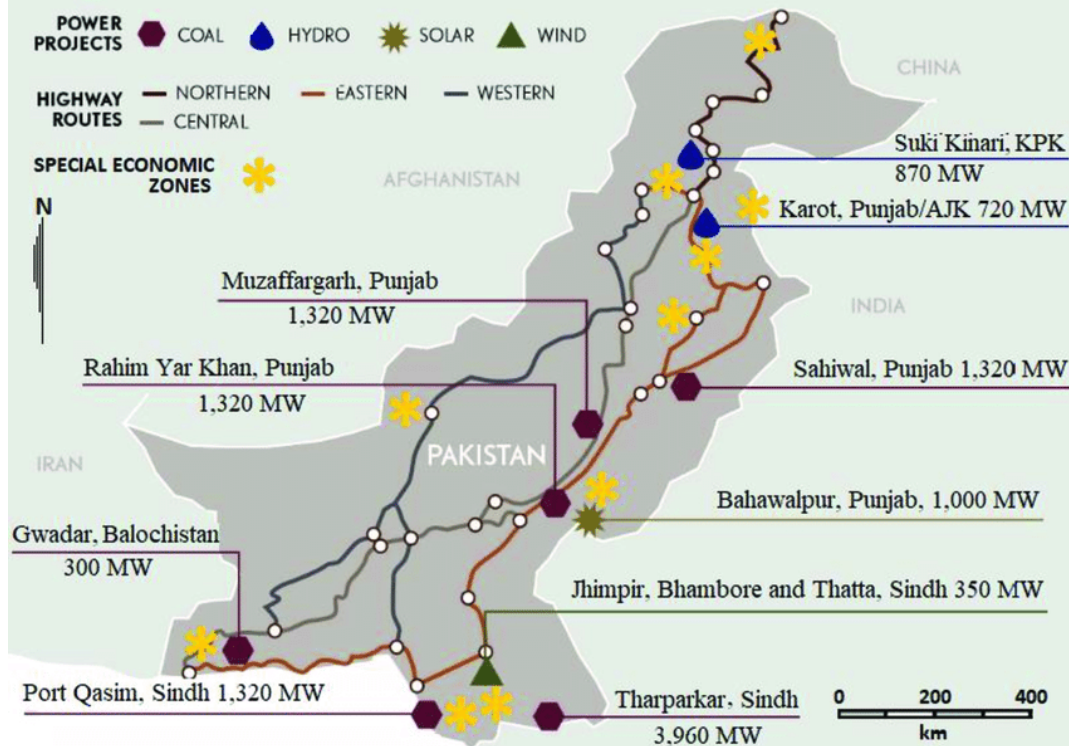 POWER
PROJECTS
COAL
HYDRO
SOLAR
WIND
HIGHWAY
ROUTES
NORTHERN
EASTERN
WESTERN
CENTRAL
SPECIAL ECONOMIC
ZONES
N
CHINA
AFGHANISTAN
Suki Kinari, KPK
870 MW
Karot, Punjab/AJK 720 MW
Muzaffargarh, Punjab
1,320 MW
INDIA
Rahim Yar Khan, Punjab
1,320 MW
Sahiwal, Punjab 1,320 MW
IRAN
PAKISTAN
Bahawalpur, Punjab, 1,000 MW
Gwadar, Balochistan
300 MW
Jhimpir, Bhambore and Thatta, Sindh 350 MW
Port Qasim, Sindh 1,320 MW
Tharparkar, Sindh
3,960 MW
0 200 400
km